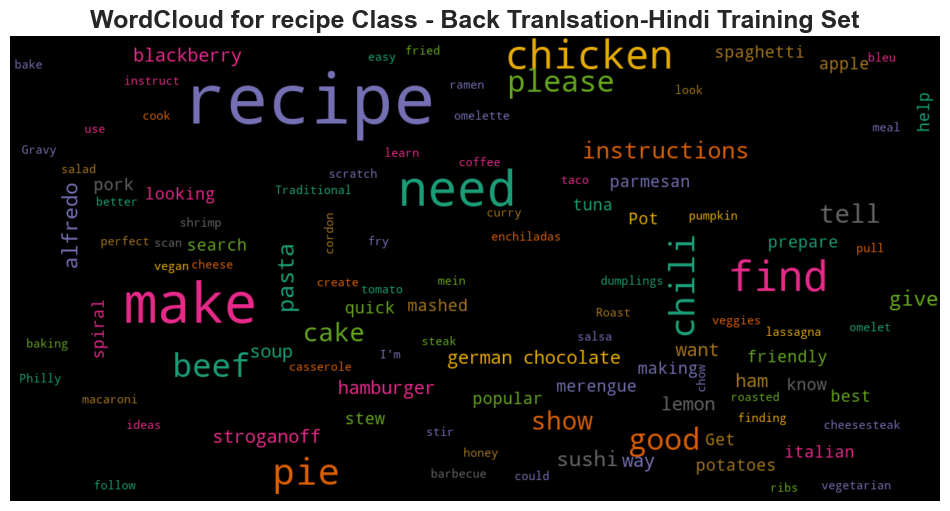 WordCloud for recipe Class - Back Tranlsation-Hindi Training Set
bake
blackberry
easy
fried
chicken
spaghetti
apple
bleu
instruct
recipe
ramen
please
look
cook
omelette
help
use
meal
Gravy
learn
coffee
instructions
salad
scratch
taco
parmesan
pork
better
looking
Traditional
need
tuna
alfredo
shrimp
curry
Pot
pumpkin
tell
perfect
scan
search
cordon
fry
enchiladas
prepare
pull
vegan
cheese
pasta
create
tomato
mein
dumplings
chili
find
make
quick
mashed
Roast
give
spiral
cake
steak
salsa
veggies
lassagna
omelet
baking
soup
I'm
german chocolate
want
friendly
beef
casserole
making
chow
Philly
hamburger
merengue
ham
know
macaroni
popular
lemon
roasted
best
ideas
stew
show
finding
cheesesteak
stroganoff
stir
good
Get
italian
pie
honey
sushi
way
potatoes
barbecue
could
follow
ribs
vegetarian